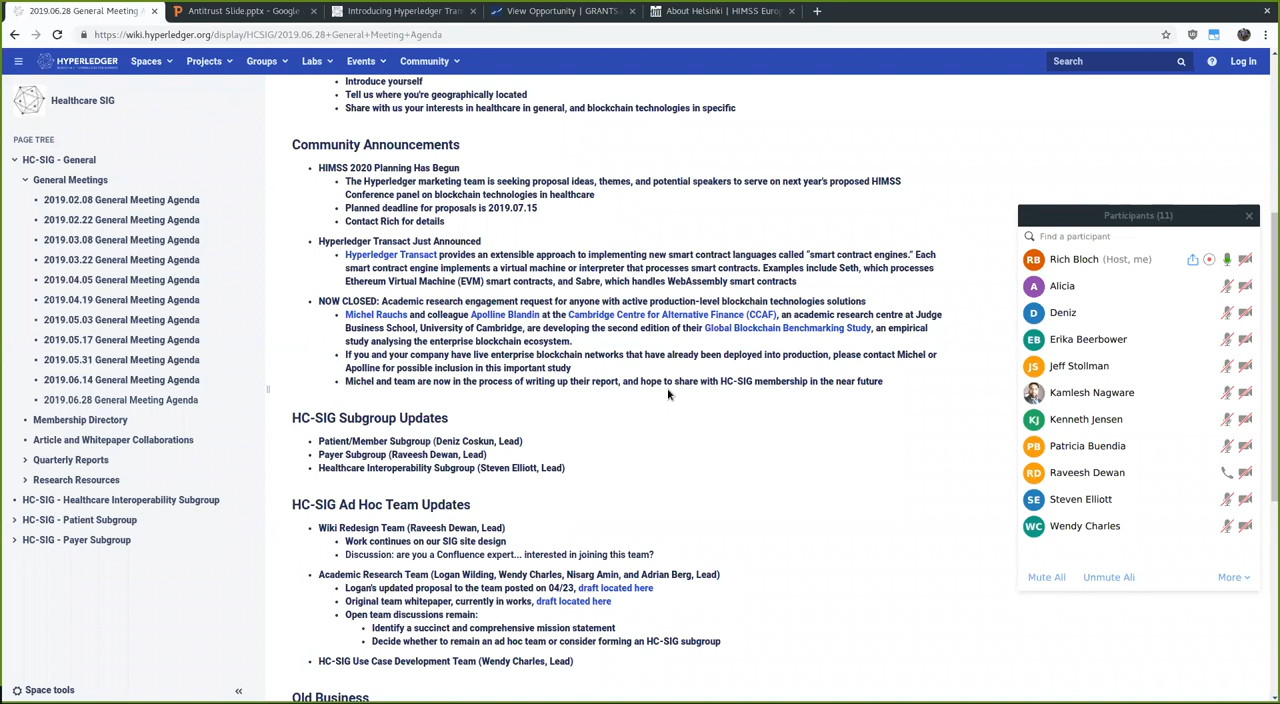 2019.06.28 General Meeting A
Antitrust Slide.pptx - Google
Introducing Hyperledger Tran
View Opportunity | GRANTS.
About Helsinki | HIMSS Euro
https://wiki.hyperledger.org/display/HCSIG/2019.06.28+General+Meeting+Agenda
HYPERLEDGER
Spaces
Projects
Groups
Labs
Events
Community
Search
Log in
Healthcare SIG
PAGE TREE
HC-SIG - General
General Meetings
2019.02.08 General Meeting Agenda
2019.02.22 General Meeting Agenda
2019.03.08 General Meeting Agenda
2019.03.22 General Meeting Agenda
2019.04.05 General Meeting Agenda
2019.04.19 General Meeting Agenda
2019.05.03 General Meeting Agenda
2019.05.17 General Meeting Agenda
2019.05.31 General Meeting Agenda
2019.06.14 General Meeting Agenda
2019.06.28 General Meeting Agenda
Membership Directory
Article and Whitepaper Collaborations
Quarterly Reports
Research Resources
HC-SIG - Healthcare Interoperability Subgroup
HC-SIG - Patient Subgroup
HC-SIG - Payer Subgroup
Space tools
Introduce yourself
Tell us where you're geographically located
Share with us your interests in healthcare in general, and blockchain technologies in specific
Community Announcements
HIMSS 2020 Planning Has Begun
The Hyperledger marketing team is seeking proposal ideas, themes, and potential speakers to serve on next year's proposed HIMSS
Conference panel on blockchain technologies in healthcare
Planned deadline for proposals is 2019.07.15
Contact Rich for details
Hyperledger Transact Just Announced
Hyperledger Transact provides an extensible approach to implementing new smart contract languages called “smart contract engines.” Each
smart contract engine implements a virtual machine or interpreter that processes smart contracts. Examples include Seth, which processes
Ethereum Virtual Machine (EVM) smart contracts, and Sabre, which handles WebAssembly smart contracts
NOW CLOSED: Academic research engagement request for anyone with active production-level blockchain technologies solutions
Michel Rauchs and colleague Apolline Blandin at the Cambridge Centre for Alternative Finance (CCAF), an academic research centre at Judge
Business School, University of Cambridge, are developing the second edition of their Global Blockchain Benchmarking Study, an empirical
study analysing the enterprise blockchain ecosystem.
If you and your company have live enterprise blockchain networks that have already been deployed into production, please contact Michel or
Apolline for possible inclusion in this important study
Michel and team are now in the process of writing up their report, and hope to share with HC-SIG membership in the near future
HC-SIG Subgroup Updates
Patient/Member Subgroup (Deniz Coskun, Lead)
Payer Subgroup (Raveesh Dewan, Lead)
Healthcare Interoperability Subgroup (Steven Elliott, Lead)
HC-SIG Ad Hoc Team Updates
Wiki Redesign Team (Raveesh Dewan, Lead)
Work continues on our SIG site design
Discussion: are you a Confluence expert... interested in joining this team?
Academic Research Team (Logan Wilding, Wendy Charles, Nisarg Amin, and Adrian Berg, Lead)
Logan's updated proposal to the team posted on 04/23, draft located here
Original team whitepaper, currently in works, draft located here
Open team discussions remain:
Identify a succinct and comprehensive mission statement
Decide whether to remain an ad hoc team or consider forming an HC-SIG subgroup
HC-SIG Use Case Development Team (Wendy Charles, Lead)
Old Business
Participants (11)
Find a participant
RB Rich Bloch (Host, me)
A Alicia
D Deniz
EB Erika Beerbower
JS Jeff Stollman
Kamlesh Nagware
KJ Kenneth Jensen
PB Patricia Buendia
RD Raveesh Dewan
SE Steven Elliott
WC Wendy Charles
Mute All
Unmute All
More